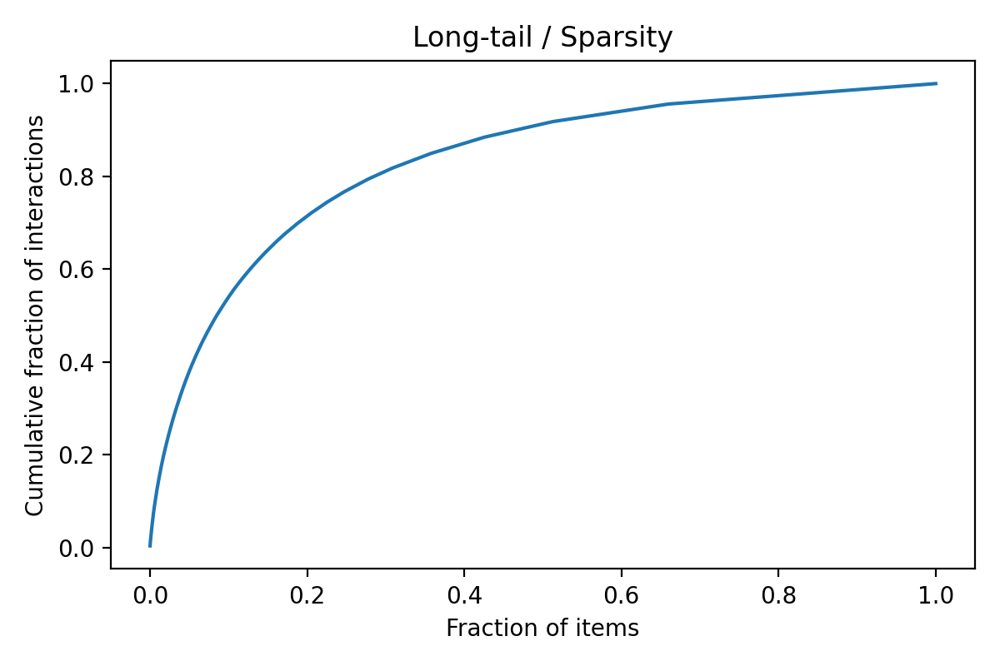 Long-tail / Sparsity
Cumulative fraction of interactions
1.0
0.8
0.6
0.4
0.2
0.0
0.0 0.2 0.4 0.6 0.8 1.0
Fraction of items